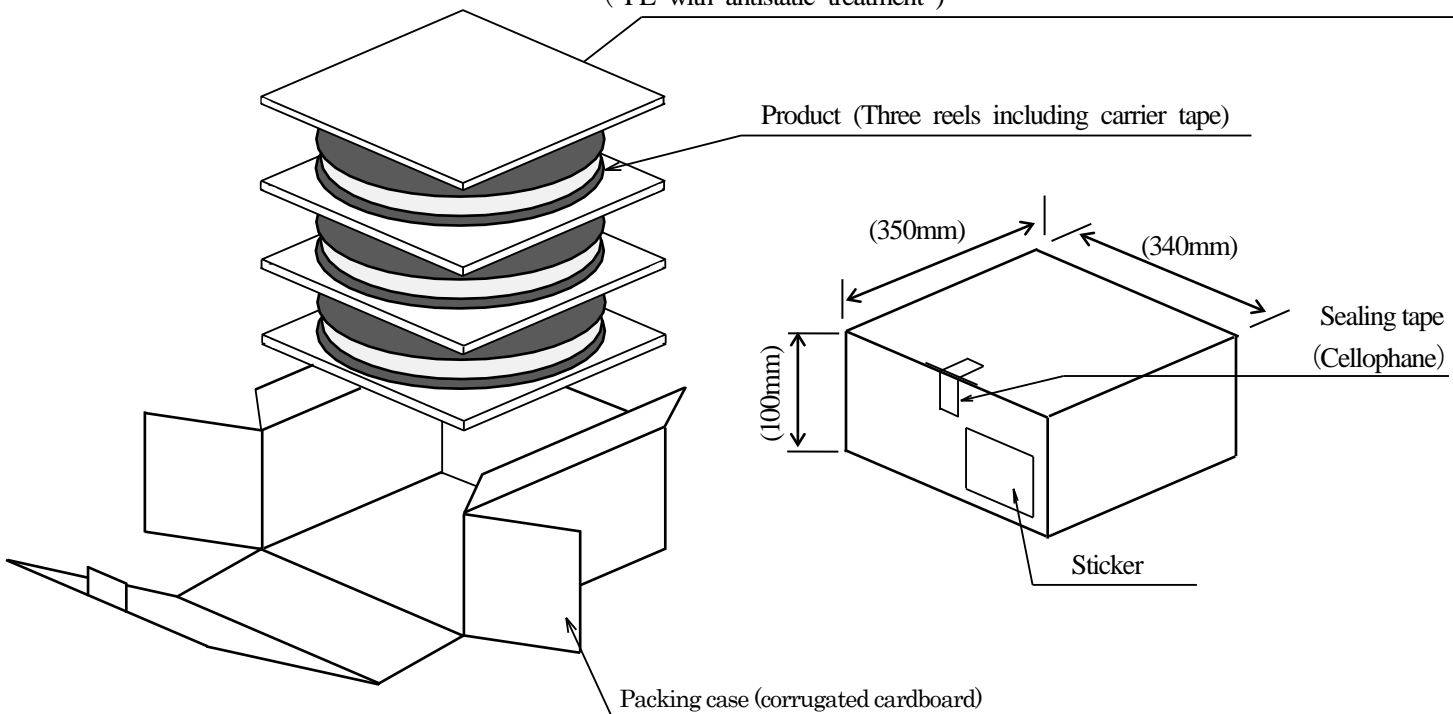 ( PE with antistatic treatment )
Product (Three reels including carrier tape)
(350mm)
(340mm)
Sealing tape
(Cellophane)
(100mm)
Sticker
Packing case (corrugated cardboard)